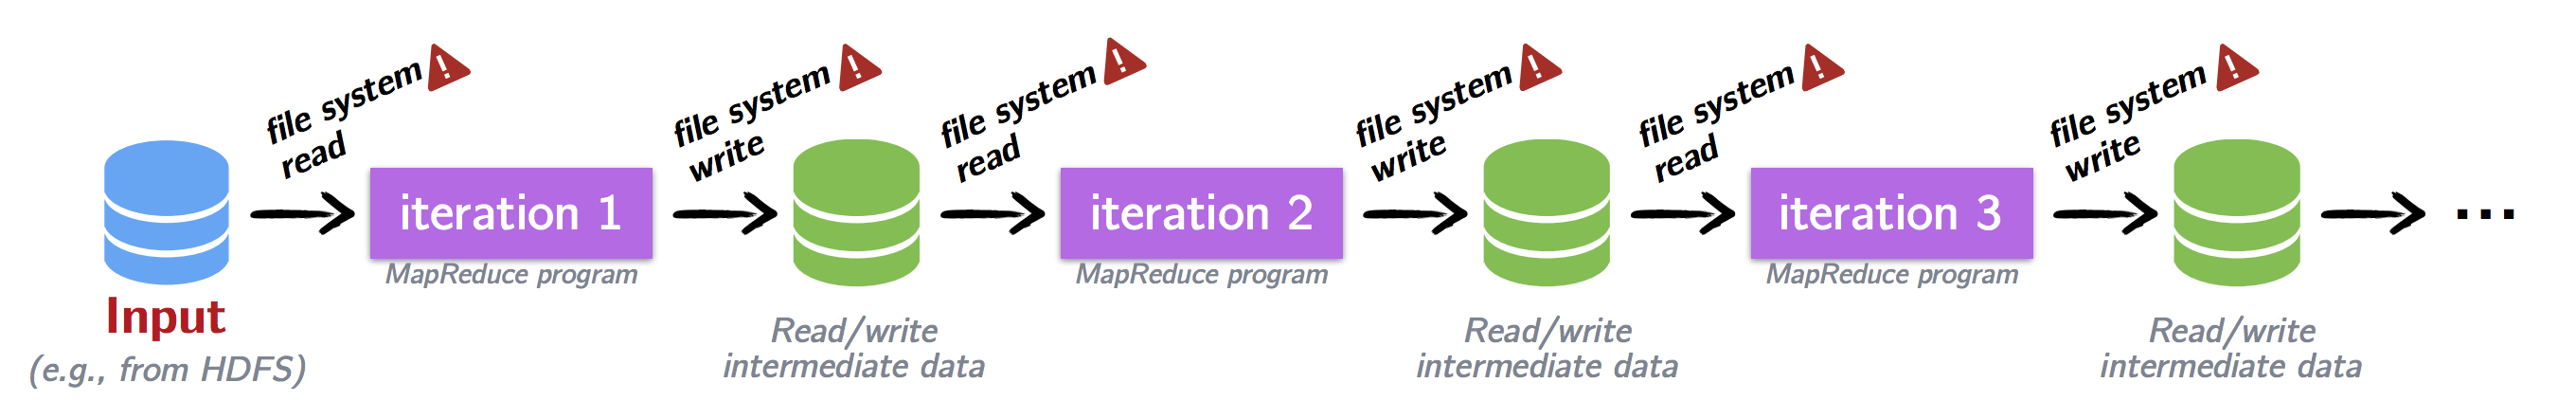 file system
read
file system
write
file system
read
file system
write
file system
read
file system
write
iteration 1
iteration 2
iteration 3
...
MapReduce program
MapReduce program
MapReduce program
Input
(e.g., from HDFS)
Read/write
intermediate data
Read/write
intermediate data
Read/write
intermediate data